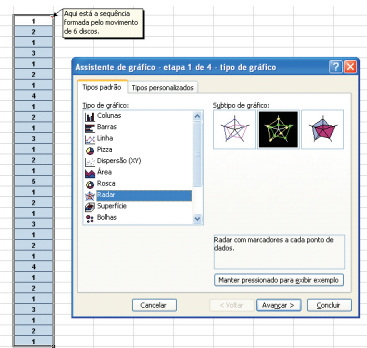 Aqui está a sequência
formada pelo movimento
de 6 discos.
1
2
1
3
1
2
1
4
1
2
1
3
1
2
1
5
1
2
1
3
1
2
1
4
1
2
1
3
1
2
1
Assistente de gráfico - etapa 1 de 4 - tipo de gráfico
Tipos padrão Tipos personalizados
Tipo de gráfico:
Colunas
Barras
Linha
Pizza
Dispersão (XY)
Área
Rosca
Radar
Superfície
Bolhas
Subtipo de gráfico:
Radar com marcadores a cada ponto de
dados.
Manter pressionado para exibir exemplo
Cancelar < Voltar Avançar > Concluir